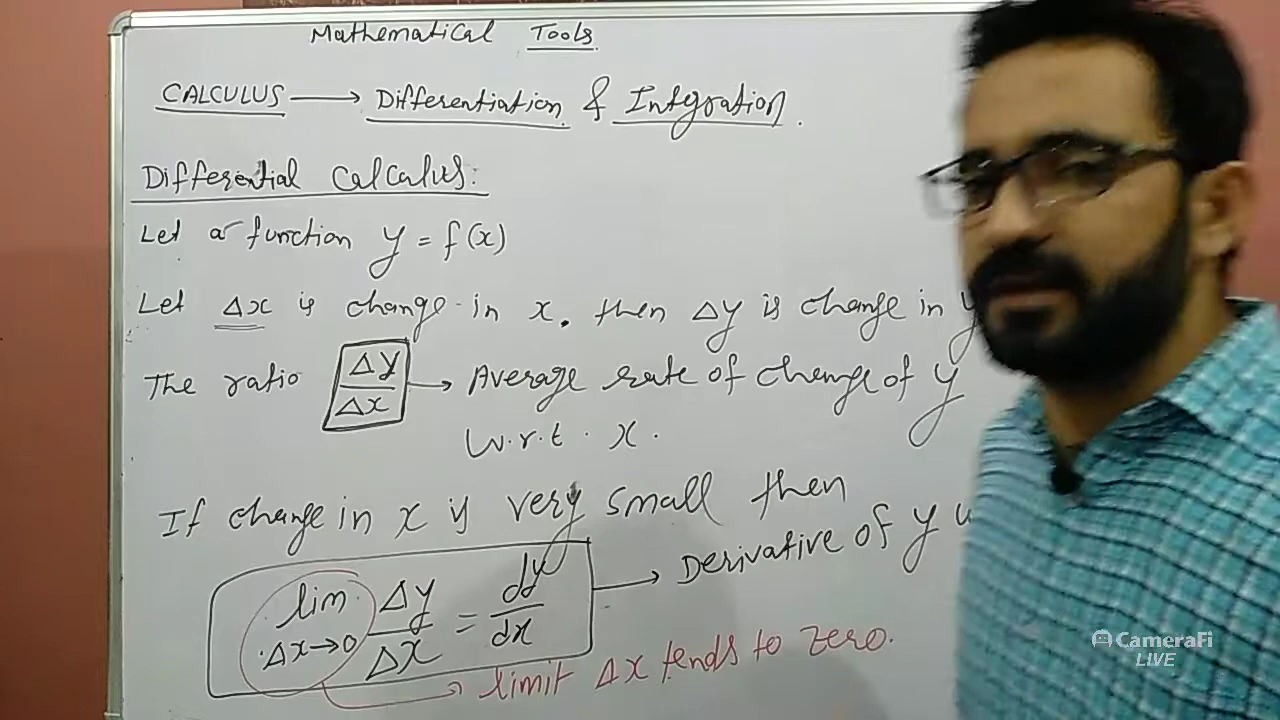 Mathematical Tools.
CALCULUS → Differentiation & Integration.
Differential Calculus:
Let a function y = f(x)
Let Δx is change in x. then Δy is change in y
The ratio Δy/Δx → Average rate of change of y
w.r.t. x.
If change in x is very small then
lim Δx→0 Δy/Δx = dy/dx → Derivative of y
limit Δx tends to zero.
CameraFi
LIVE